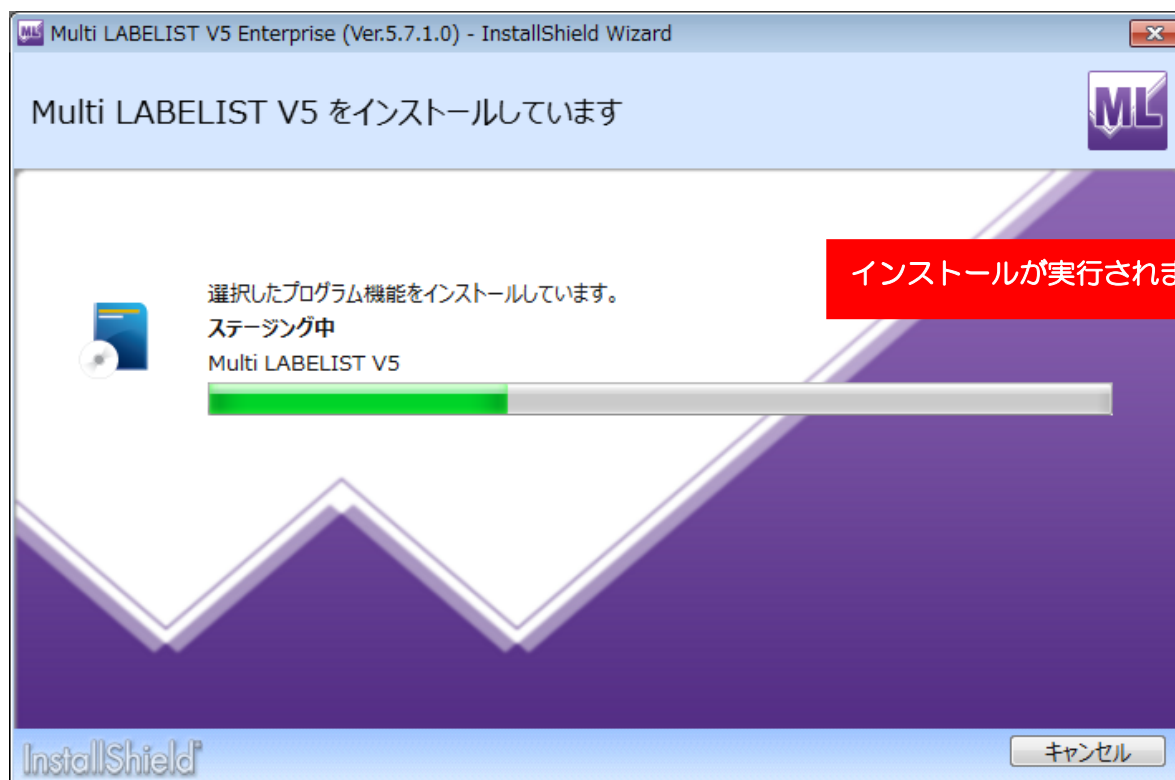 Multi LABELIST V5 Enterprise (Ver.5.7.1.0) - InstallShield Wizard
Multi LABELIST V5 をインストールしています
ML
インストールが実行されま
選択したプログラム機能をインストールしています。
ステージング中
Multi LABELIST V5
InstallShield
キャンセル